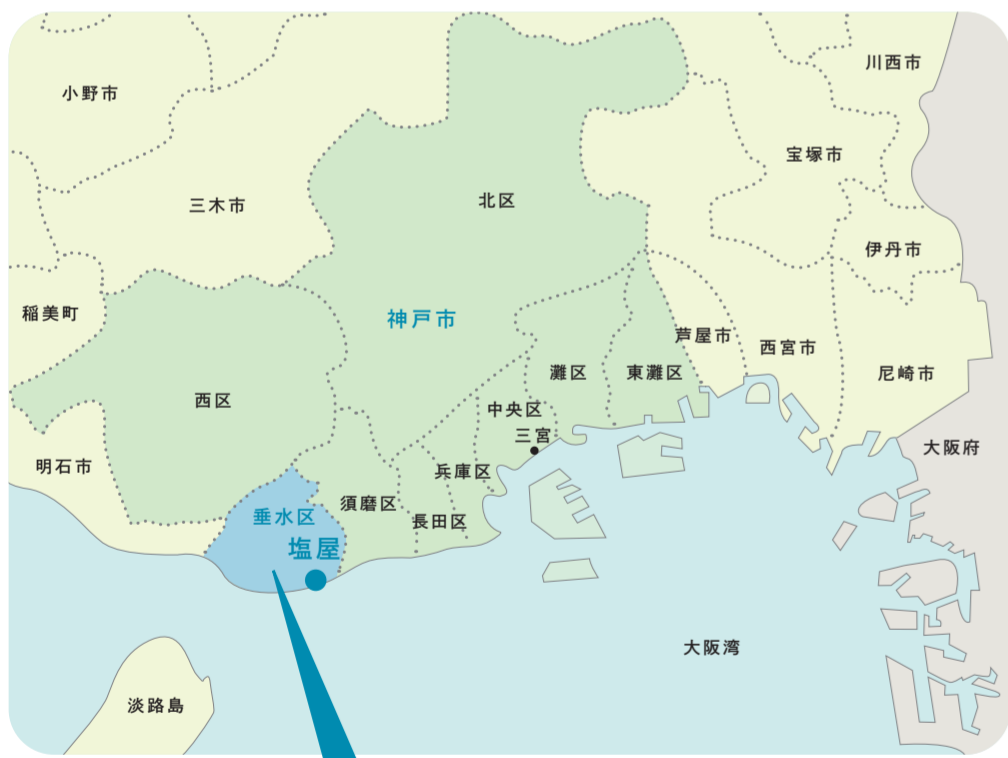 川西市
小野市
宝塚市
北区
三木市
伊丹市
稲美町
神戸市
芦屋市
西宮市
灘区
東灘区
尼崎市
西区
中央区
三宮
大阪府
明石市
兵庫区
須磨区
垂水区
長田区
塩屋
大阪湾
淡路島